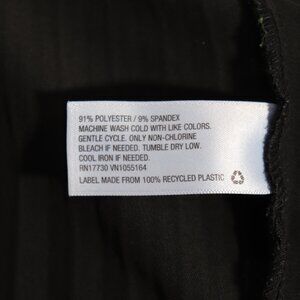 91% POLYESTER / 9% SPANDEX
MACHINE WASH COLD WITH LIKE COLORS.
GENTLE CYCLE. ONLY NON-CHLORINE
BLEACH IF NEEDED. TUMBLE DRY LOW.
COOL IRON IF NEEDED.
RN17730 VN1055164
LABEL MADE FROM 100% RECYCLED PLASTIC